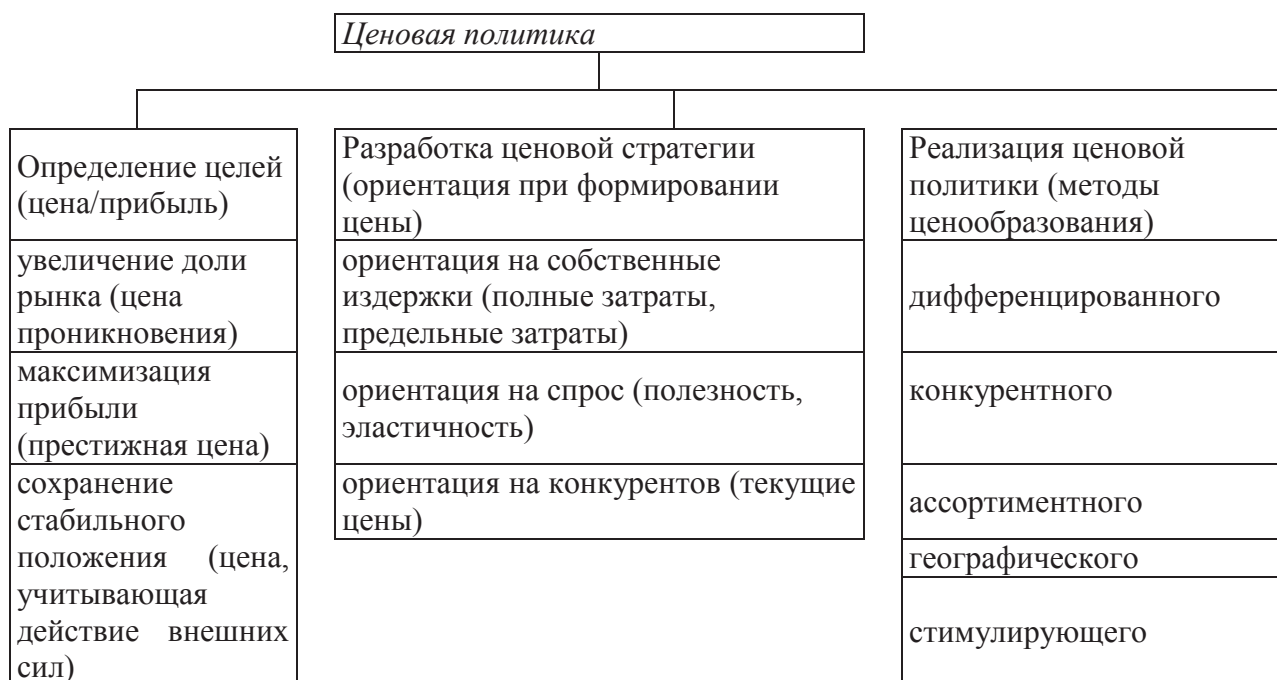 Ценовая политика
Определение целей
(цена/прибыль)
увеличение доли
рынка (цена
проникновения)
максимизация
прибыли
(престижная цена)
сохранение
стабильного
положения (цена,
учитывающая
действие внешних
сил)
Разработка ценовой стратегии
(ориентация при формировании
цены)
ориентация на собственные
издержки (полные затраты,
предельные затраты)
ориентация на спрос (полезность,
эластичность)
ориентация на конкурентов (текущие
цены)
Реализация ценовой
политики (методы
ценообразования)
дифференцированного
конкурентного
ассортиментного
географического
стимулирующего